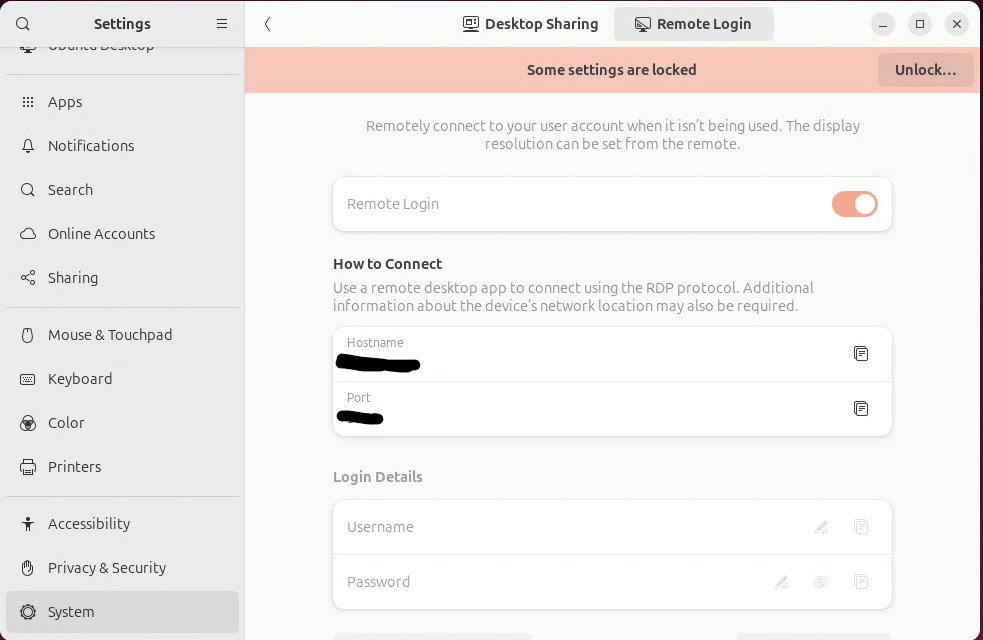 Settings
Desktop Sharing
Remote Login
Ubuntu Desktop
Some settings are locked
Unlock...
Apps
Notifications
Search
Online Accounts
Sharing
Mouse & Touchpad
Keyboard
Color
Printers
Accessibility
Privacy & Security
System
Remotely connect to your user account when it isn't being used. The display
resolution can be set from the remote.
Remote Login
How to Connect
Use a remote desktop app to connect using the RDP protocol. Additional
information about the device's network location may also be required.
Hostname
Port
Login Details
Username
Password